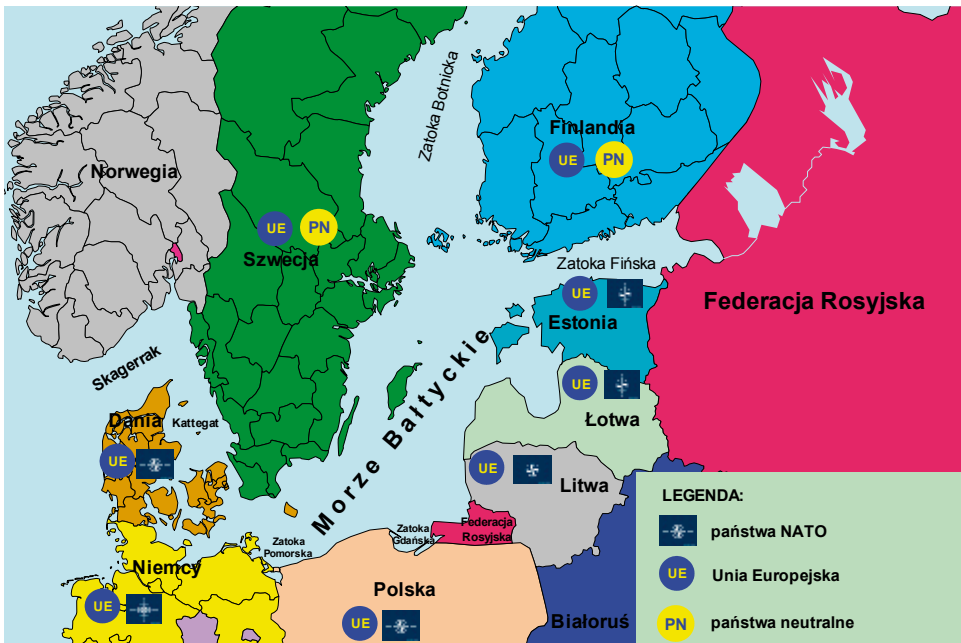 Zatoka Botnicka
Finlandia
UE
PN
Norwegia
UE
PN
Szwecja
Zatoka Fińska
UE
Estonia
Federacja Rosyjska
Skagerrak
Morze Bałtyckie
UE
Łotwa
Dania
Kattegat
UE
UE
Litwa
Federacja
Rosyjska
Zatoka
Gdańska
Zatoka
Pomorska
Niemcy
UE
Polska
UE
Białoruś
LEGENDA:
państwa NATO
UE
Unia Europejska
PN
państwa neutralne